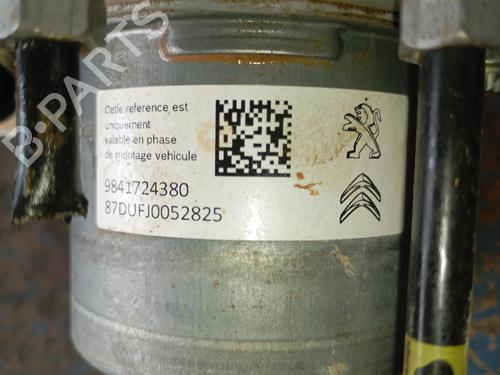 Cette reference est
uniquement
valable en phase
de montage vehicule
9841724380
87DUFJ0052825
B-PARTS